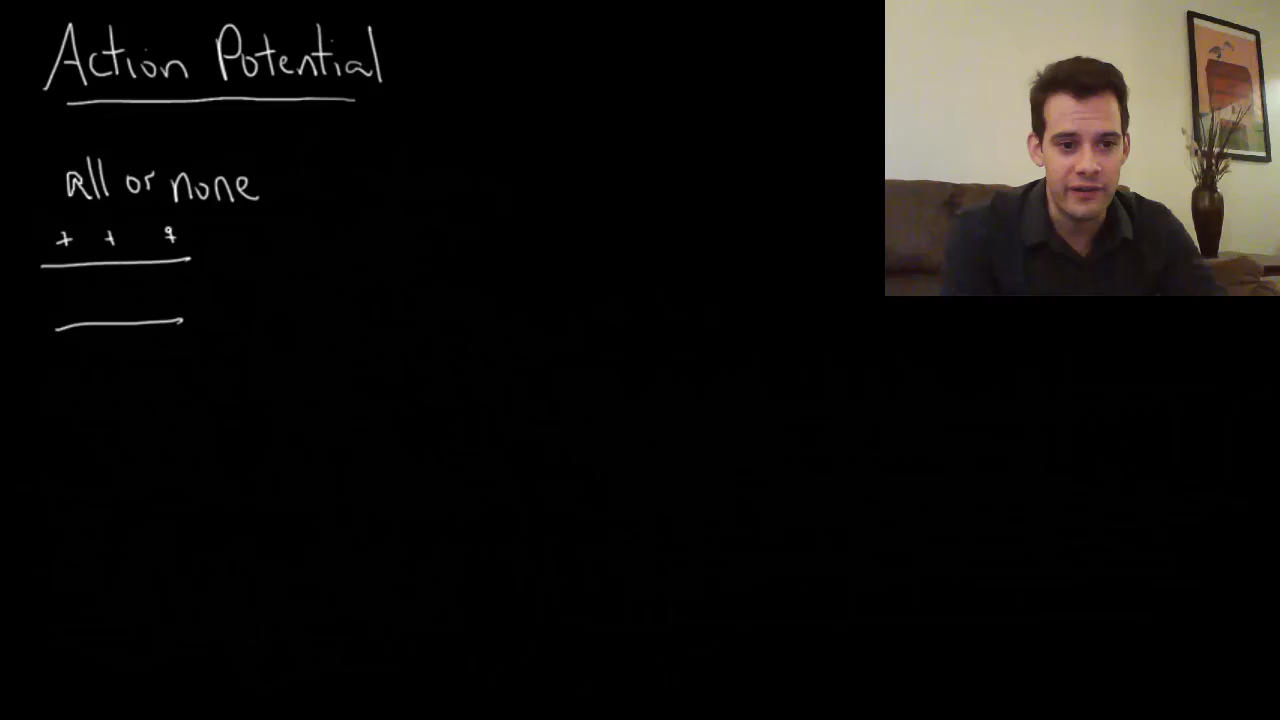 Action Potential
all or none
+ + +